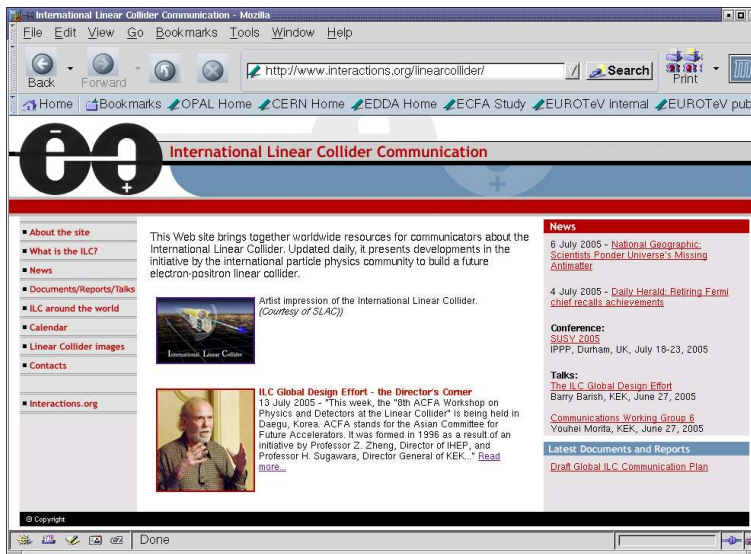 International Linear Collider Communication - Mozilla
File Edit View Go Bookmarks Tools Window Help
Back Forward http://www.interactions.org/linearcollider/ Search Print
Home Bookmarks OPAL Home CERN Home EDDA Home ECFA Study EUROTeV internal EUROTeV pub
International Linear Collider Communication
About the site
What is the ILC?
News
Documents/Reports/Talks
ILC around the world
Calendar
Linear Collider images
Contacts
Interactions.org
This Web site brings together worldwide resources for communicators about the
International Linear Collider. Updated daily, it presents developments in the
initiative by the international particle physics community to build a future
electron-positron linear collider.
International Linear Collider
Artist impression of the International Linear Collider.
(Courtesy of SLAC))
ILC Global Design Effort - the Director's Corner
13 July 2005 - "This week, the "8th ACFA Workshop on
Physics and Detectors at the Linear Collider" is being held in
Daegu, Korea. ACFA stands for the Asian Committee for
Future Accelerators. It was formed in 1996 as a result of an
initiative by Professor Z. Zheng, Director of IHEP, and
Professor H. Sugawara, Director General of KEK..." Read
more...
News
6 July 2005 - National Geographic:
Scientists Ponder Universe's Missing
Antimatter
4 July 2005 - Daily Herald: Retiring Fermi
chief recalls achievements
Conference:
SUSY 2005
IPPP, Durham, UK, July 18-23, 2005
Talks:
The ILC Global Design Effort
Barry Barish, KEK, June 27, 2005
Communications Working Group 6
Youhei Morita, KEK, June 27, 2005
Latest Documents and Reports
Draft Global ILC Communication Plan
© Copyright
Done